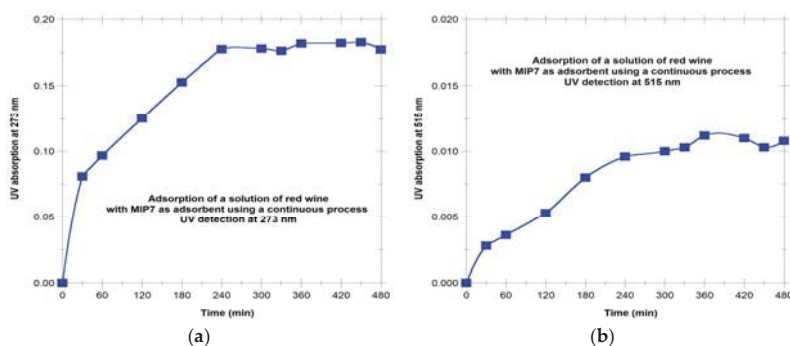 0.20
0.15
0.10
0.05
0.00
UV absorption at 273 nm
Adsorption of a solution of red wine
with MIP7 as adsorbent using a continuous process
UV detection at 273 nm
0 60 120 180 240 300 360 420 480
Time (min)
(a)
0.020
0.015
0.010
0.005
0.000
UV absorption at 515 nm
Adsorption of a solution of red wine
with MIP7 as adsorbent using a continuous process
UV detection at 515 nm
0 60 120 180 240 300 360 420 480
Time (min)
(b)